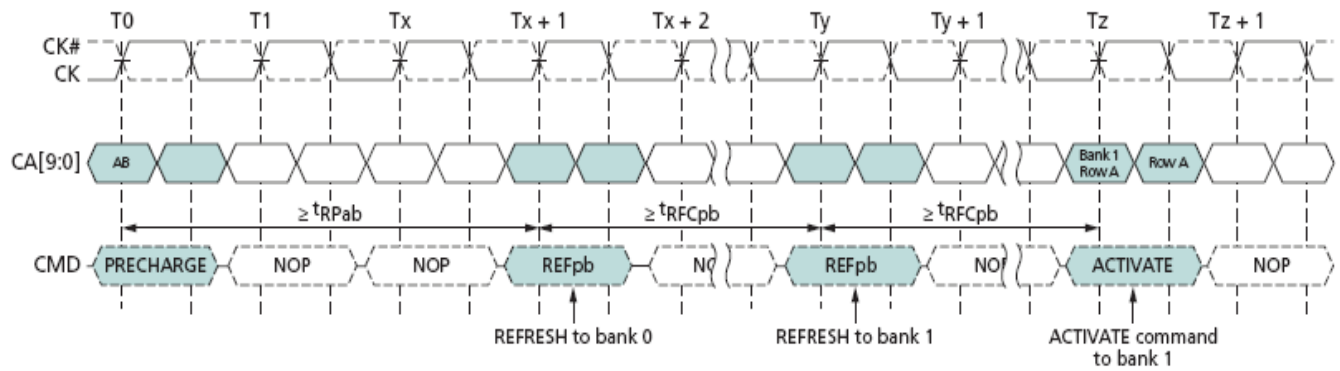 T0 T1 Tx Tx + 1 Tx + 2 Ty Ty + 1 Tz Tz + 1
CK#
CK
CA[9:0] AB Bank 1 Row A Row A
≥ tRPab ≥ tRFCpb ≥ tRFCpb
CMD PRECHARGE NOP NOP REFpb NO REFpb NOP ACTIVATE NOP
REFRESH to bank 0 REFRESH to bank 1 ACTIVATE command
to bank 1